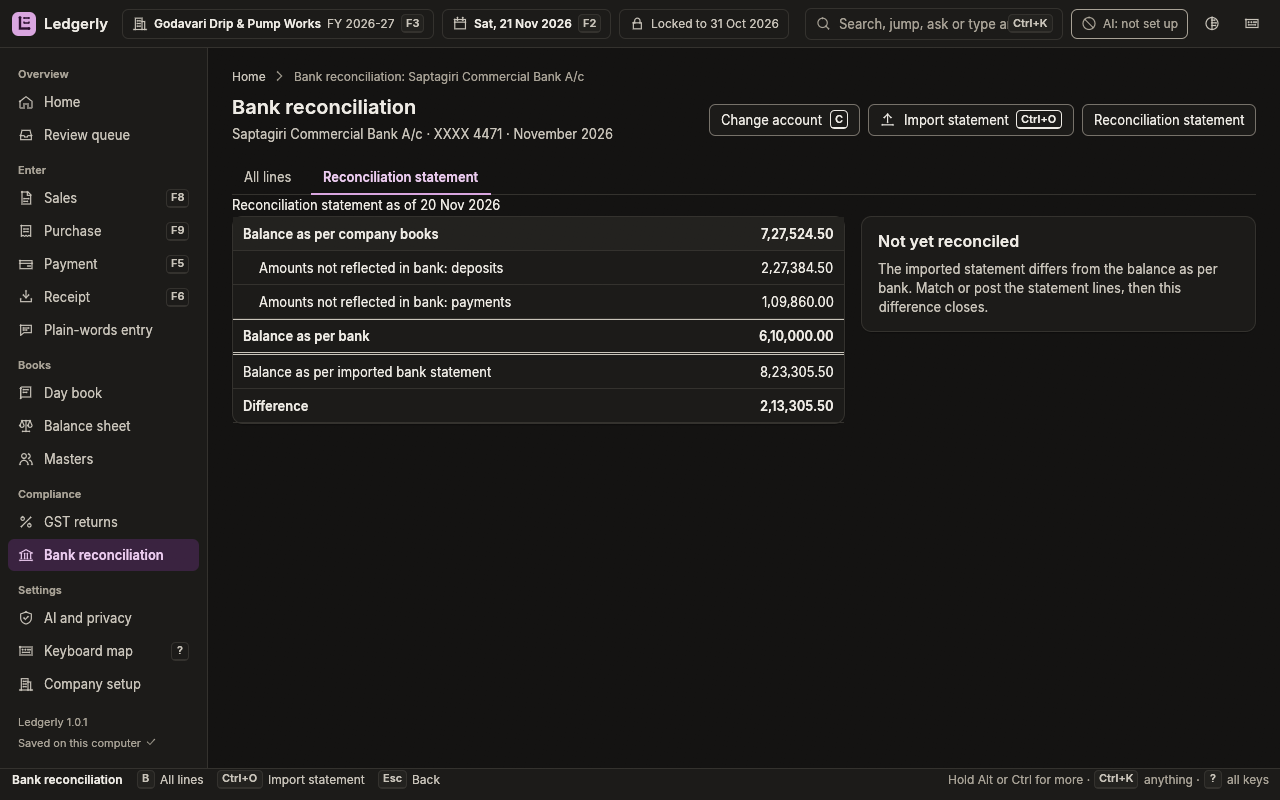 Ledgerly
Godavari Drip & Pump Works FY 2026-27 F3
Sat, 21 Nov 2026 F2
Locked to 31 Oct 2026
Search, jump, ask or type a Ctrl+K
AI: not set up
Overview
Home
Review queue
Enter
Sales F8
Purchase F9
Payment F5
Receipt F6
Plain-words entry
Books
Day book
Balance sheet
Masters
Compliance
GST returns
Bank reconciliation
Settings
AI and privacy
Keyboard map ?
Company setup
Ledgerly 1.0.1
Saved on this computer
Home Bank reconciliation: Saptagiri Commercial Bank A/c
Bank reconciliation
Saptagiri Commercial Bank A/c · XXXX 4471 · November 2026
Change account C
Import statement Ctrl+O
Reconciliation statement
All lines Reconciliation statement
Reconciliation statement as of 20 Nov 2026
Balance as per company books 7,27,524.50
Amounts not reflected in bank: deposits 2,27,384.50
Amounts not reflected in bank: payments 1,09,860.00
Balance as per bank 6,10,000.00
Balance as per imported bank statement 8,23,305.50
Difference 2,13,305.50
Not yet reconciled
The imported statement differs from the balance as per
bank. Match or post the statement lines, then this
difference closes.
Bank reconciliation B All lines Ctrl+O Import statement Esc Back
Hold Alt or Ctrl for more · Ctrl+K anything · ? all keys